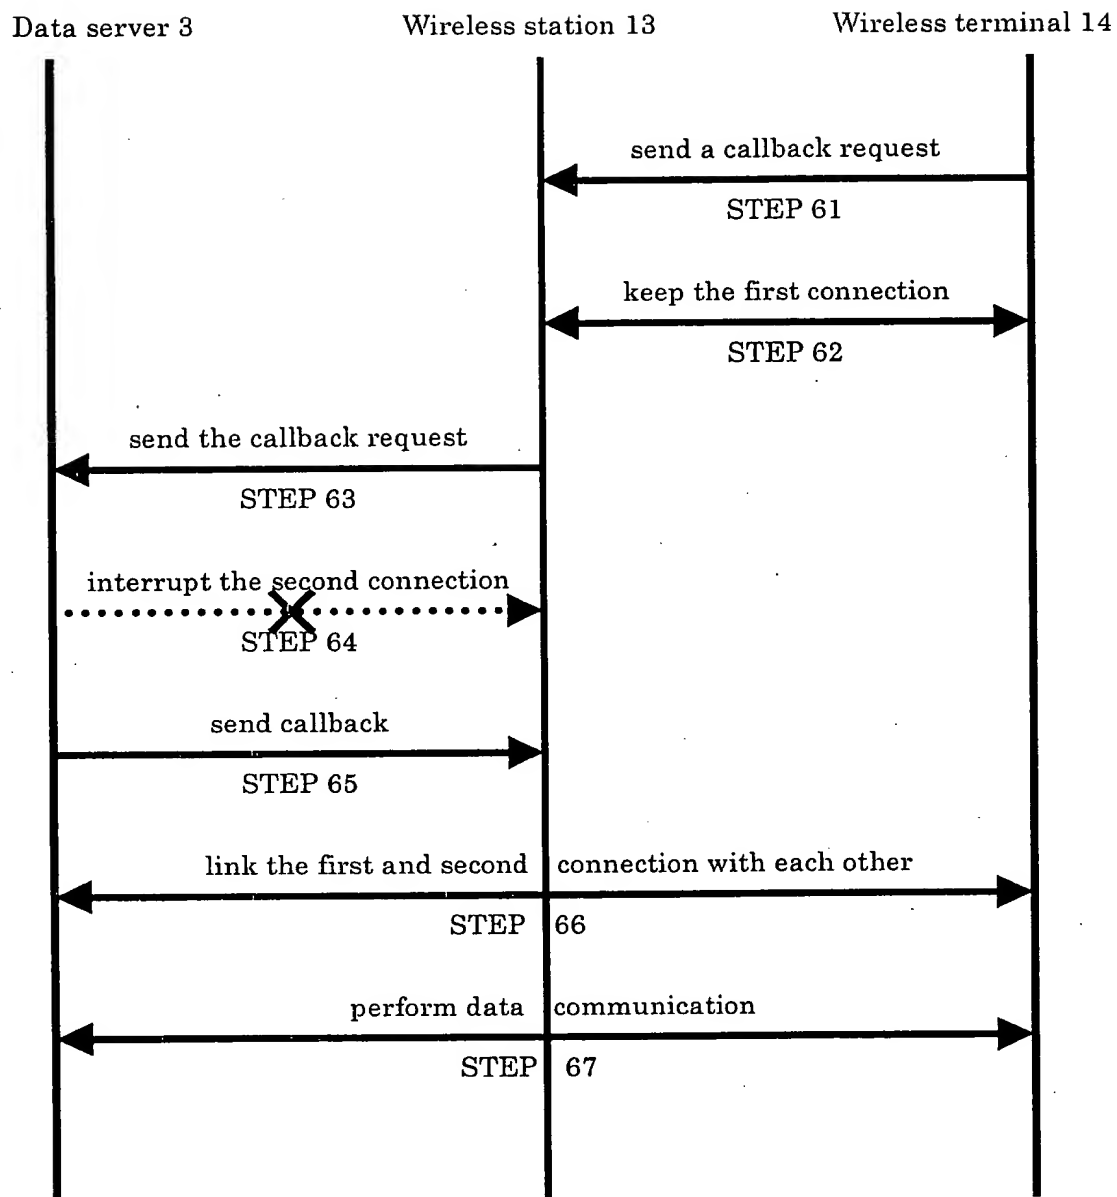 Data server 3
Wireless station 13
Wireless terminal 14
send a callback request
STEP 61
keep the first connection
STEP 62
send the callback request
STEP 63
interrupt the second connection
STEP 64
send callback
STEP 65
link the first and second connection with each other
STEP 66
perform data communication
STEP 67